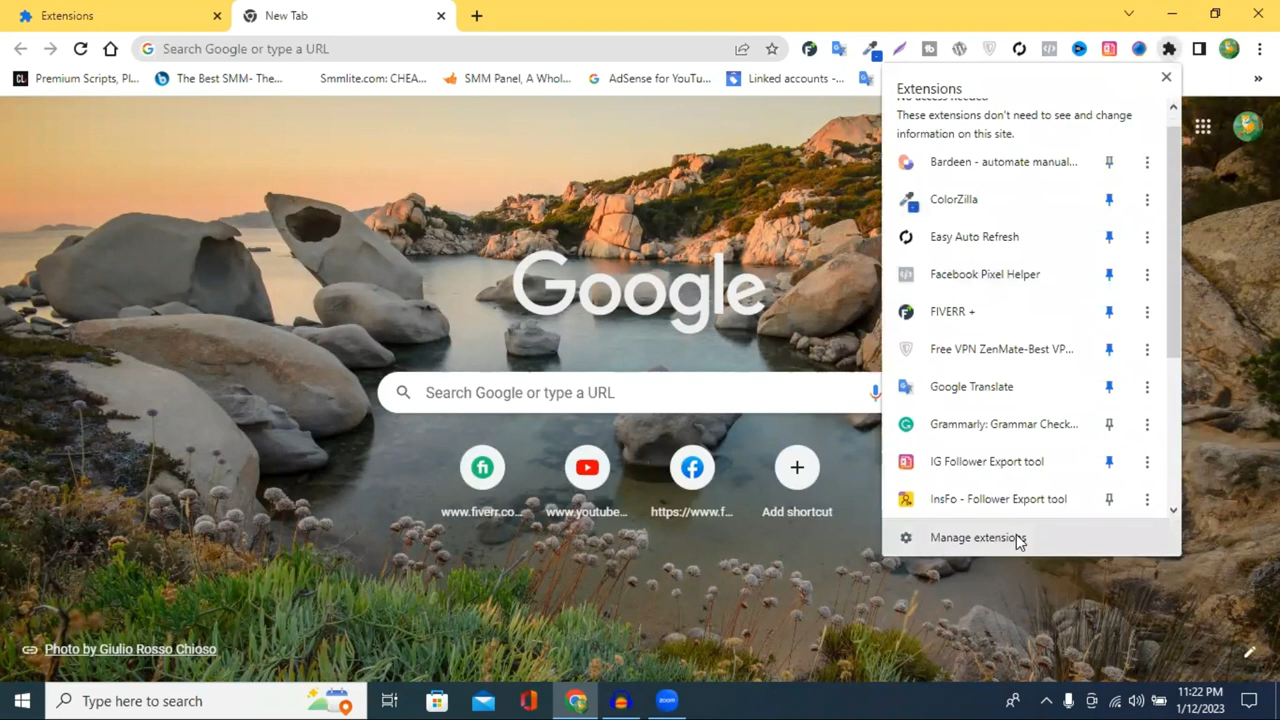 Extensions
New Tab
Search Google or type a URL
Premium Scripts, Pl...
The Best SMM- The...
Smmlite.com: CHEA...
SMM Panel, A Whol...
AdSense for YouTu...
Linked accounts -...
Extensions
No access needed
These extensions don't need to see and change
information on this site.
Bardeen - automate manual...
ColorZilla
Easy Auto Refresh
Facebook Pixel Helper
FIVERR +
Free VPN ZenMate-Best VP...
Google Translate
Grammarly: Grammar Check...
IG Follower Export tool
InsFo - Follower Export tool
Manage extensions
Google
Search Google or type a URL
www.fiverr.co...
www.youtube...
https://www.f...
Add shortcut
Photo by Giulio Rosso Chioso
Type here to search
zoom
11:22 PM
1/12/2023